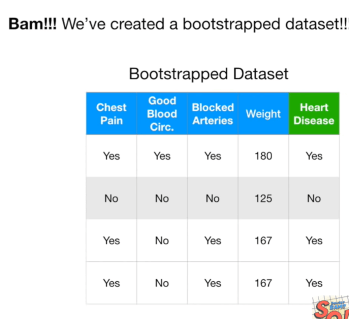 Bam!!! We've created a bootstrapped dataset!!!
Bootstrapped Dataset
Chest Pain Good Blood Circ. Blocked Arteries Weight Heart Disease
Yes Yes Yes 180 Yes
No No No 125 No
Yes No Yes 167 Yes
Yes No Yes 167 Yes